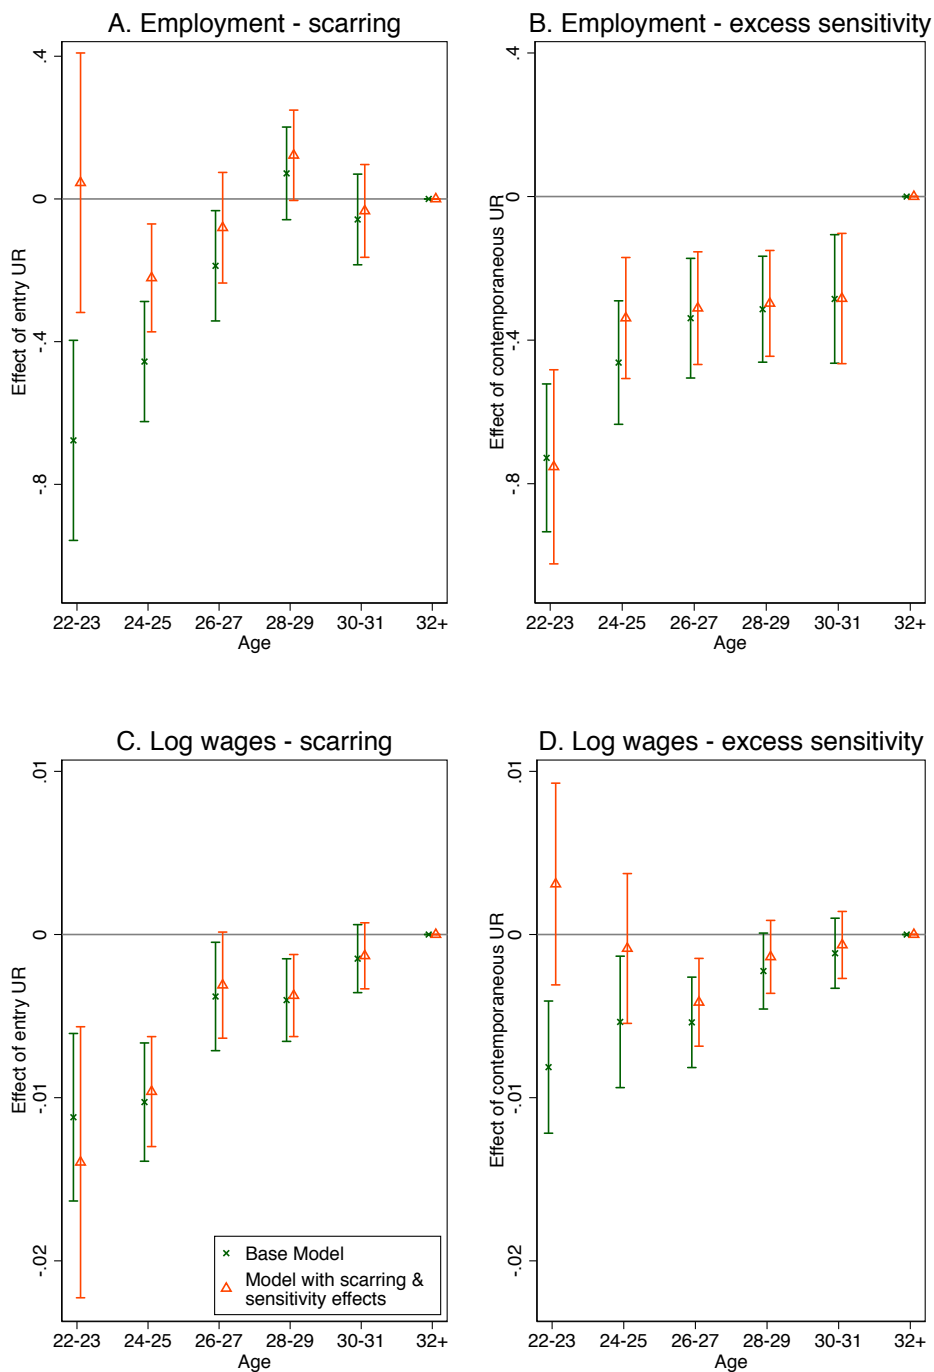 A. Employment - scarring
Effect of entry UR
.4
0
-.4
-.8
22-23 24-25 26-27 28-29 30-31 32+
Age
B. Employment - excess sensitivity
Effect of contemporaneous UR
.4
0
-.4
-.8
22-23 24-25 26-27 28-29 30-31 32+
Age
C. Log wages - scarring
Effect of entry UR
.01
0
-.01
-.02
Base Model
Model with scarring &
sensitivity effects
22-23 24-25 26-27 28-29 30-31 32+
Age
D. Log wages - excess sensitivity
Effect of contemporaneous UR
.01
0
-.01
-.02
22-23 24-25 26-27 28-29 30-31 32+
Age